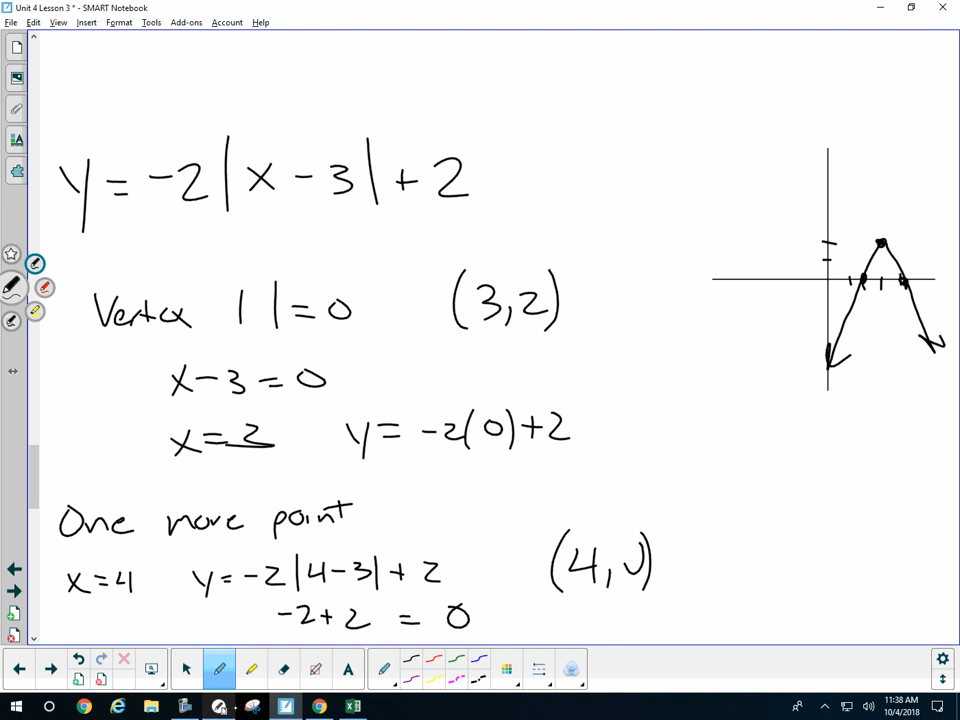 Unit 4 Lesson 3 * - SMART Notebook
File Edit View Insert Format Tools Add-ons Account Help
y = -2|x - 3| + 2
Vertex | | = 0 (3,2)
x - 3 = 0
x = 2 y = -2(0)+2
One more point
x = 4 y = -2|4-3| + 2 (4,0)
-2+2 = 0
A
11:38 AM
10/4/2018